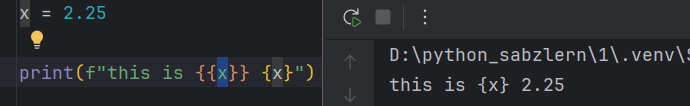 x = 2.25
print(f"this is {{x}} {x}")
D:\python_sabzlern\1\.venv\
this is {x} 2.25